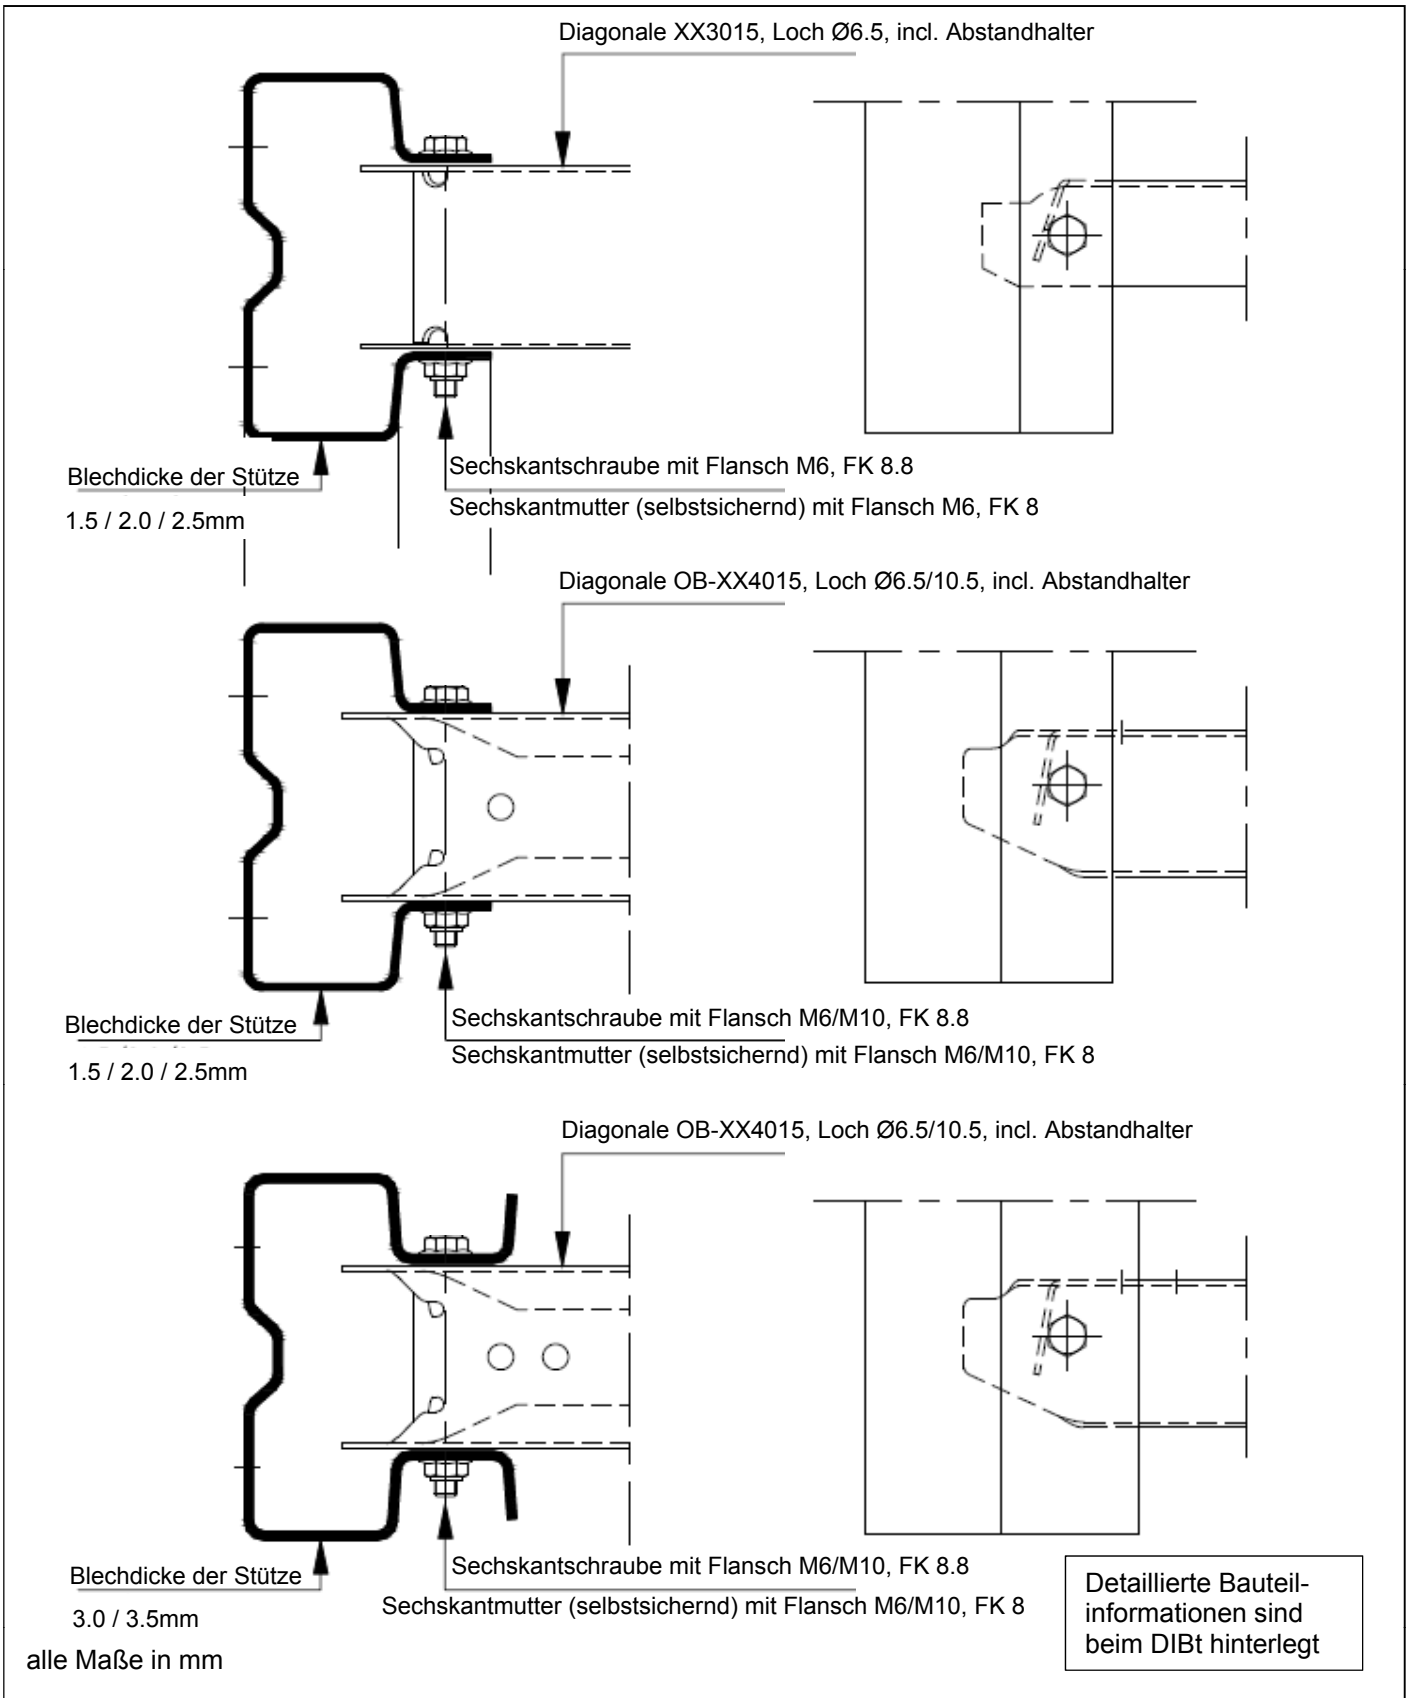 Diagonale XX3015, Loch Ø6.5, incl. Abstandhalter
Sechskantschraube mit Flansch M6, FK 8.8
Blechdicke der Stütze
Sechskantmutter (selbstsichernd) mit Flansch M6, FK 8
1.5 / 2.0 / 2.5mm
Diagonale OB-XX4015, Loch Ø6.5/10.5, incl. Abstandhalter
Sechskantschraube mit Flansch M6/M10, FK 8.8
Blechdicke der Stütze
Sechskantmutter (selbstsichernd) mit Flansch M6/M10, FK 8
1.5 / 2.0 / 2.5mm
Diagonale OB-XX4015, Loch Ø6.5/10.5, incl. Abstandhalter
Sechskantschraube mit Flansch M6/M10, FK 8.8
Blechdicke der Stütze
Sechskantmutter (selbstsichernd) mit Flansch M6/M10, FK 8
3.0 / 3.5mm
Detaillierte Bauteil-
informationen sind
beim DIBt hinterlegt
alle Maße in mm